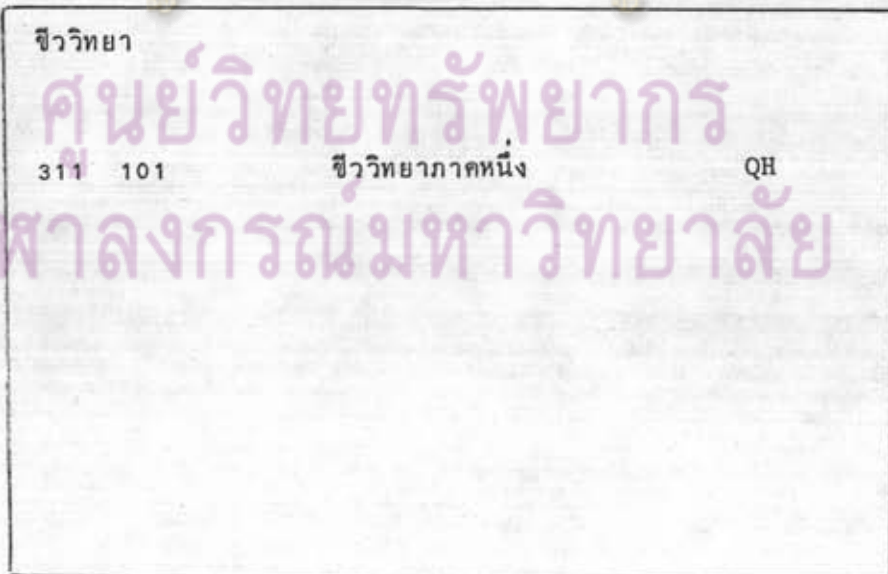 ชีววิทยา
ศูนย์วิทยทรัพยากร
311 101 ชีววิทยาภาคหนึ่ง QH
ฬาลงกรณ์มหาวิทยาลัย